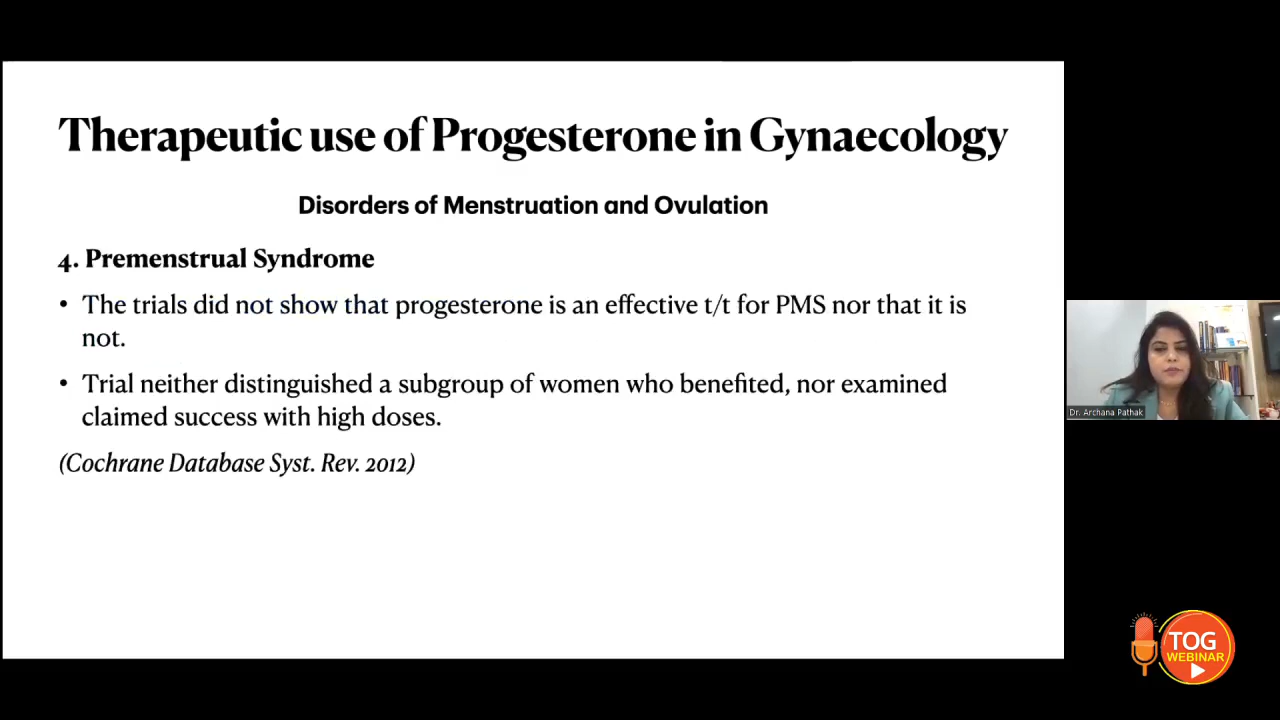 Therapeutic use of Progesterone in Gynaecology
Disorders of Menstruation and Ovulation
4. Premenstrual Syndrome
• The trials did not show that progesterone is an effective t/t for PMS nor that it is
not.
• Trial neither distinguished a subgroup of women who benefited, nor examined
claimed success with high doses.
(Cochrane Database Syst. Rev. 2012)
Dr. Archana Pathak
TOG
WEBINAR